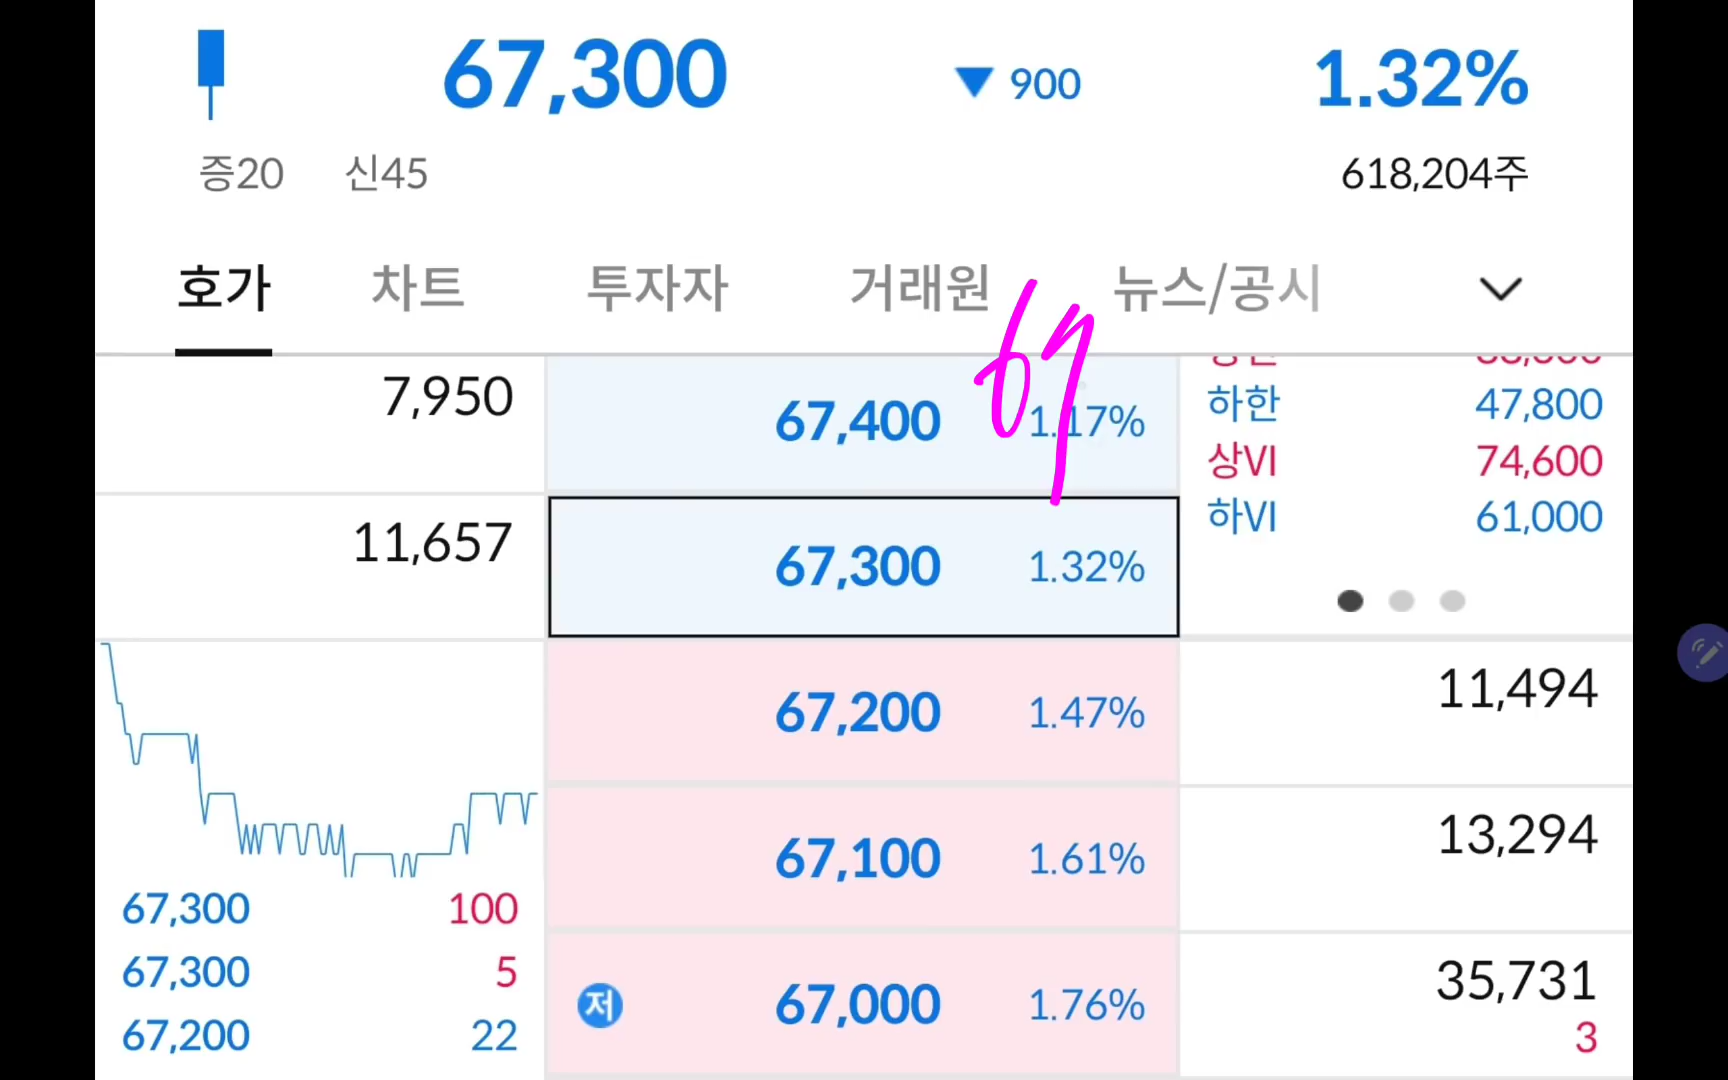 67,300 ▼ 900 1.32%
증20 신45 618,204주
호가 차트 투자자 거래원 뉴스/공시
67
7,950 67,400 1.17%
하한 47,800
상VI 74,600
하VI 61,000
11,657 67,300 1.32%
67,200 1.47% 11,494
67,100 1.61% 13,294
67,300 100
67,300 5
67,200 22
저 67,000 1.76% 35,731
3